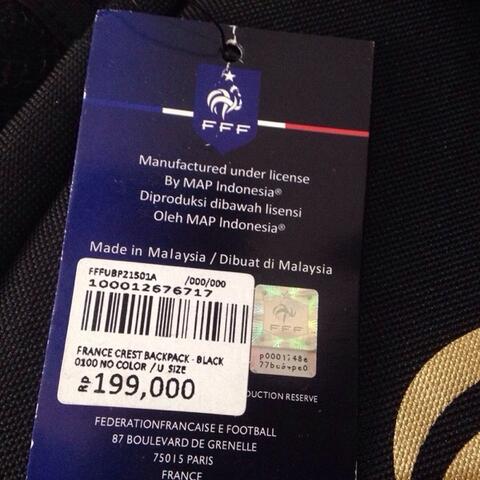 FFF
Manufactured under license
By MAP Indonesia®
Diproduksi dibawah lisensi
Oleh MAP Indonesia®
Made in Malaysia / Dibuat di Malaysia
FFFUBP21501A /000/000
100012676717
FRANCE CREST BACKPACK - BLACK
0100 NO COLOR / U SIZE
RP 199,000
FFF
ODUCTION RESERVE
FEDERATIONFRANCAISE E FOOTBALL
87 BOULEVARD DE GRENELLE
75015 PARIS
FRANCE